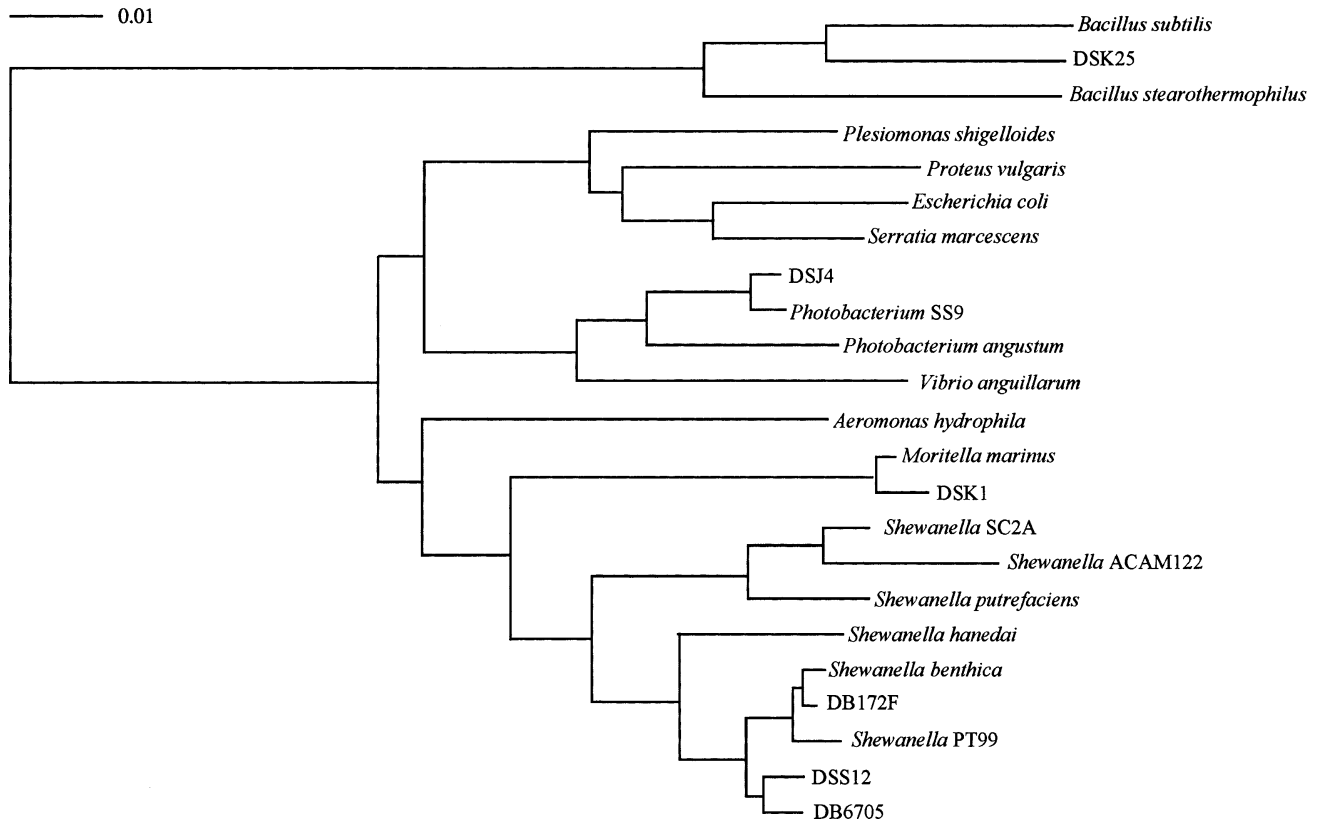 0.01
Bacillus subtilis
DSK25
Bacillus stearothermophilus
Plesiomonas shigelloides
Proteus vulgaris
Escherichia coli
Serratia marcescens
DSJ4
Photobacterium SS9
Photobacterium angustum
Vibrio anguillarum
Aeromonas hydrophila
Moritella marinus
DSK1
Shewanella SC2A
Shewanella ACAM122
Shewanella putrefaciens
Shewanella hanedai
Shewanella benthica
DB172F
Shewanella PT99
DSS12
DB6705